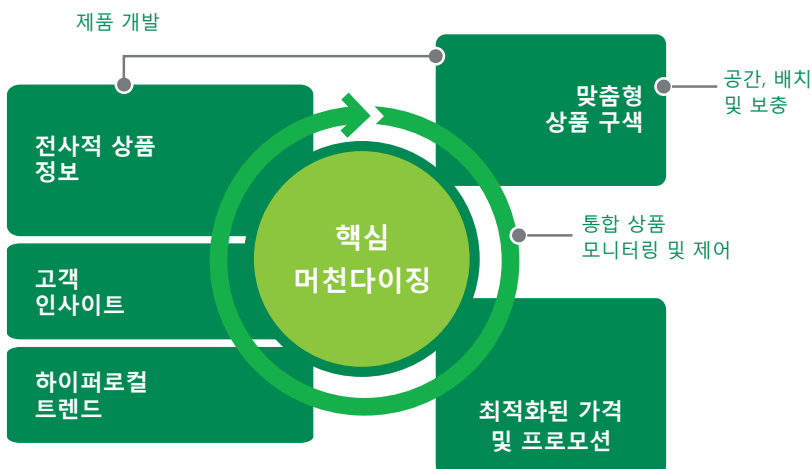 제품 개발
전사적 상품
정보
고객
인사이트
하이퍼로컬
트렌드
핵심
머천다이징
맞춤형
상품 구색
공간, 배치
및 보충
통합 상품
모니터링 및 제어
최적화된 가격
및 프로모션